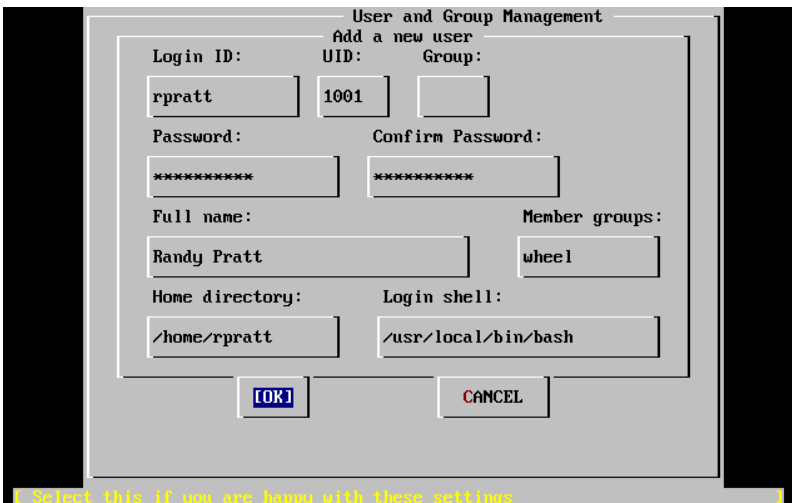 User and Group Management
Add a new user
Login ID: UID: Group:
rpratt 1001
Password: Confirm Password:
********** **********
Full name: Member groups:
Randy Pratt wheel
Home directory: Login shell:
/home/rpratt /usr/local/bin/bash
[OK] CANCEL
[ Select this if you are happy with these settings ]